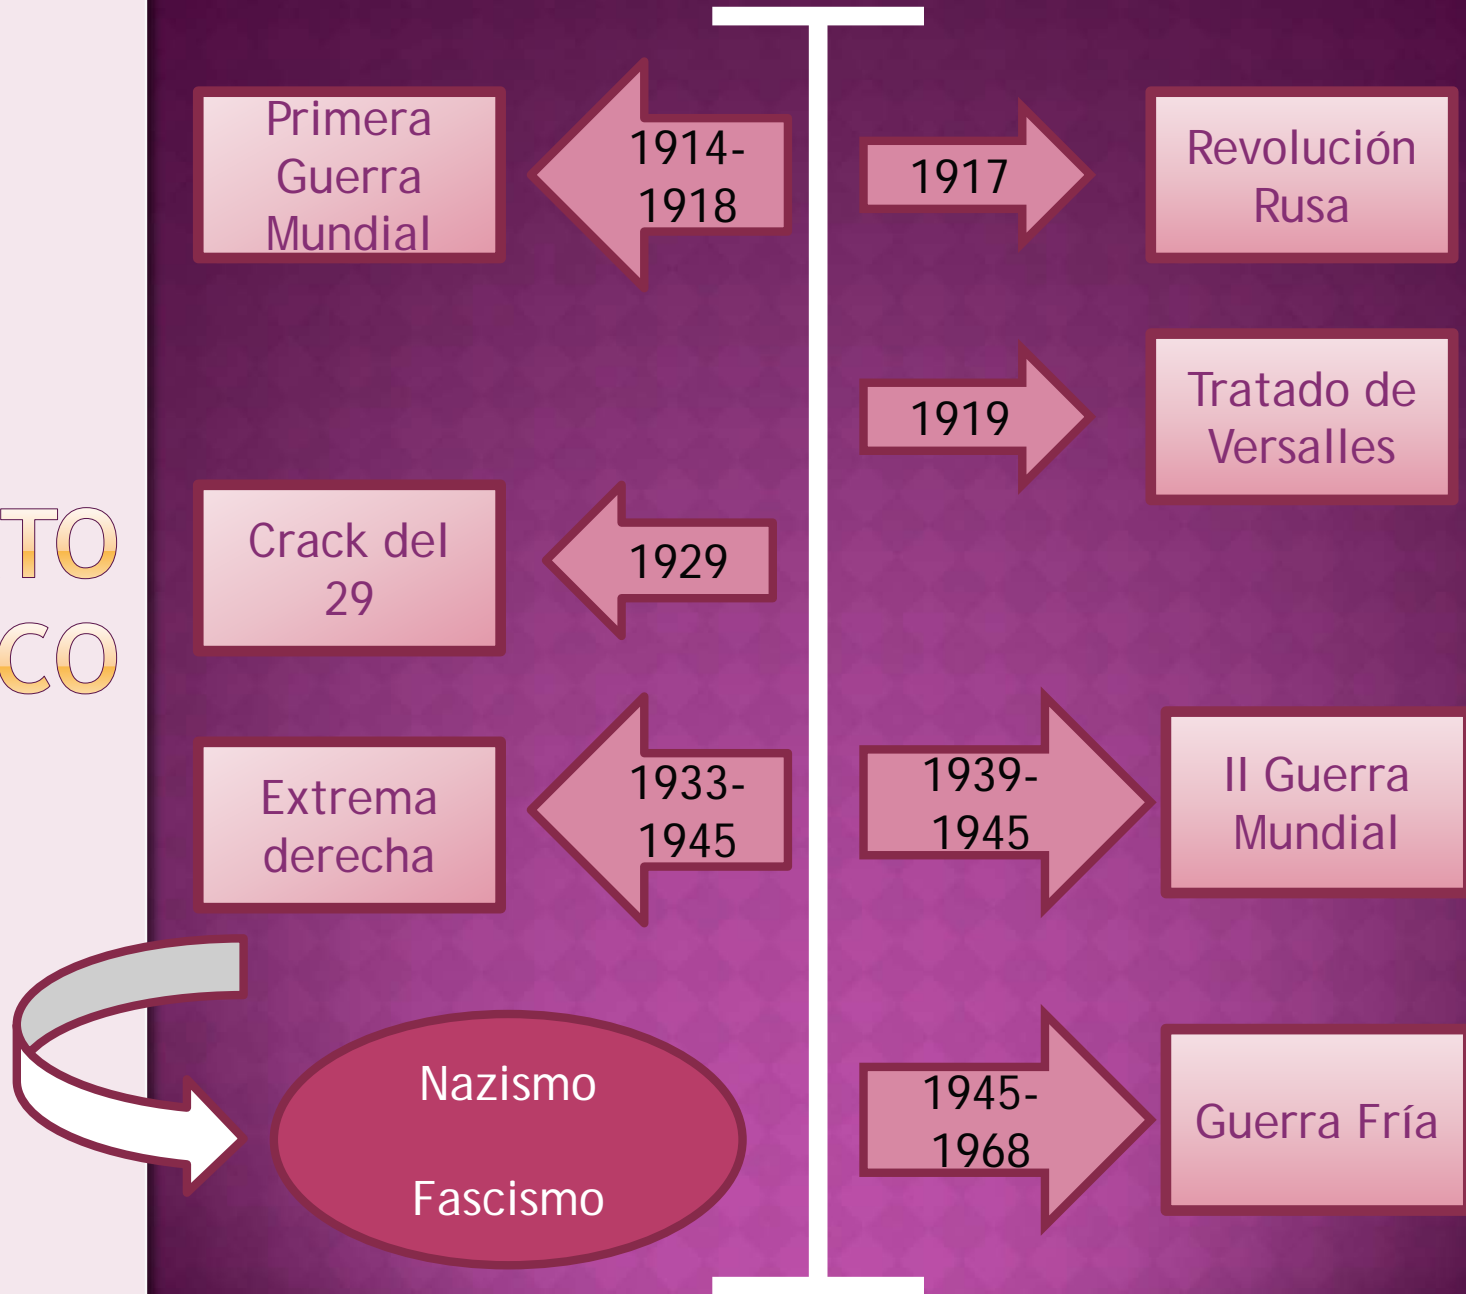 Primera
Guerra
Mundial
1914-
1918
1917
Revolución
Rusa
1919
Tratado de
Versalles
TO
CO
Crack del
29
1929
Extrema
derecha
1933-
1945
1939-
1945
II Guerra
Mundial
Nazismo
Fascismo
1945-
1968
Guerra Fría